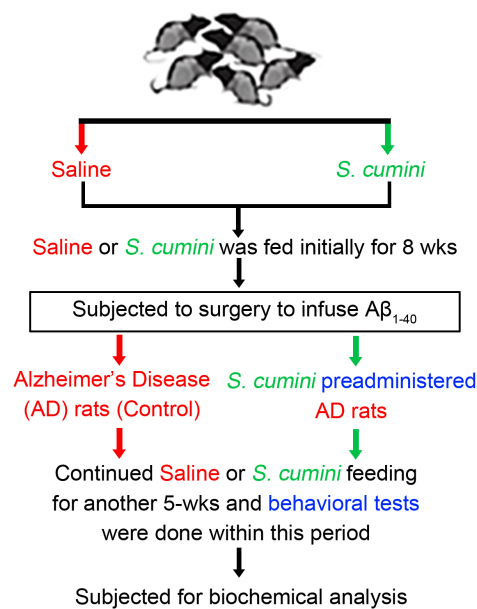 Saline
S. cumini
Saline or S. cumini was fed initially for 8 wks
Subjected to surgery to infuse Aβ1-40
Alzheimer's Disease
(AD) rats (Control)
S. cumini preadministered
AD rats
Continued Saline or S. cumini feeding
for another 5-wks and behavioral tests
were done within this period
Subjected for biochemical analysis